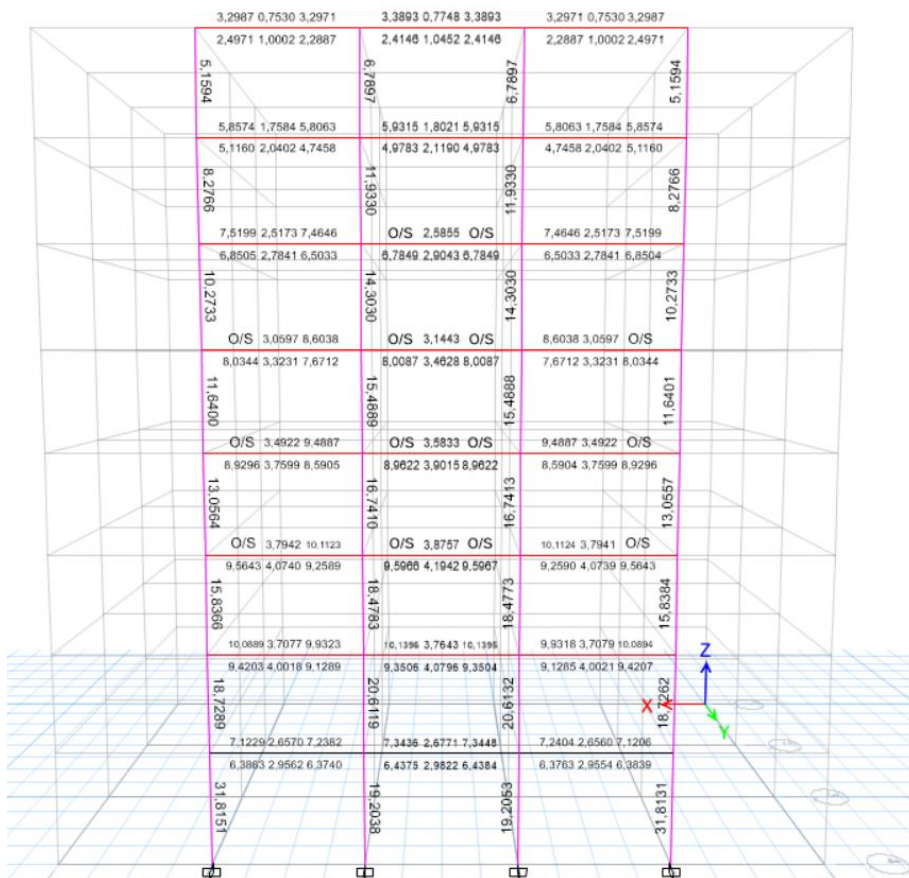 3,2987 0,7530 3,2971 3,3893 0,7748 3,3893 3,2971 0,7530 3,2987
2,4971 1,0002 2,2887 2,4146 1,0452 2,4146 2,2887 1,0002 2,4971
5,1594 6,7897 6,7897 5,1594
5,8574 1,7584 5,8063 5,9315 1,8021 5,9315 5,8063 1,7584 5,8574
5,1160 2,0402 4,7458 4,9783 2,1190 4,9783 4,7458 2,0402 5,1160
8,2766 11,9330 11,9330 8,2766
7,5199 2,5173 7,4646 O/S 2,5855 O/S 7,4646 2,5173 7,5199
6,8505 2,7841 6,5033 6,7849 2,9043 6,7849 6,5033 2,7841 6,8504
10,2733 14,3030 14,3030 10,2733
O/S 3,0597 8,6038 O/S 3,1443 O/S 8,6038 3,0597 O/S
8,0344 3,3231 7,6712 8,0087 3,4628 8,0087 7,6712 3,3231 8,0344
11,6400 15,4889 15,4888 11,6401
O/S 3,4922 9,4887 O/S 3,5833 O/S 9,4887 3,4922 O/S
8,9296 3,7599 8,5905 8,9622 3,9015 8,9622 8,5904 3,7599 8,9296
13,0564 16,7410 16,7413 13,0557
O/S 3,7942 10,1123 O/S 3,8757 O/S 10,1124 3,7941 O/S
9,5643 4,0740 9,2589 9,5966 4,1942 9,5967 9,2590 4,0739 9,5643
15,8366 18,4783 18,4773 15,8384
10,0889 3,7077 9,9323 10,1396 3,7643 10,1395 9,9318 3,7079 10,0894
9,4203 4,0018 9,1289 9,3506 4,0796 9,3504 9,1285 4,0021 9,4207
18,7289 20,6119 20,6132 18,7262
Z
X
Y
7,1229 2,6570 7,2382 7,3436 2,6771 7,3448 7,2404 2,6560 7,1206
6,3863 2,9562 6,3740 6,4375 2,9822 6,4384 6,3763 2,9554 6,3839
31,8151 19,2038 19,2053 31,8131